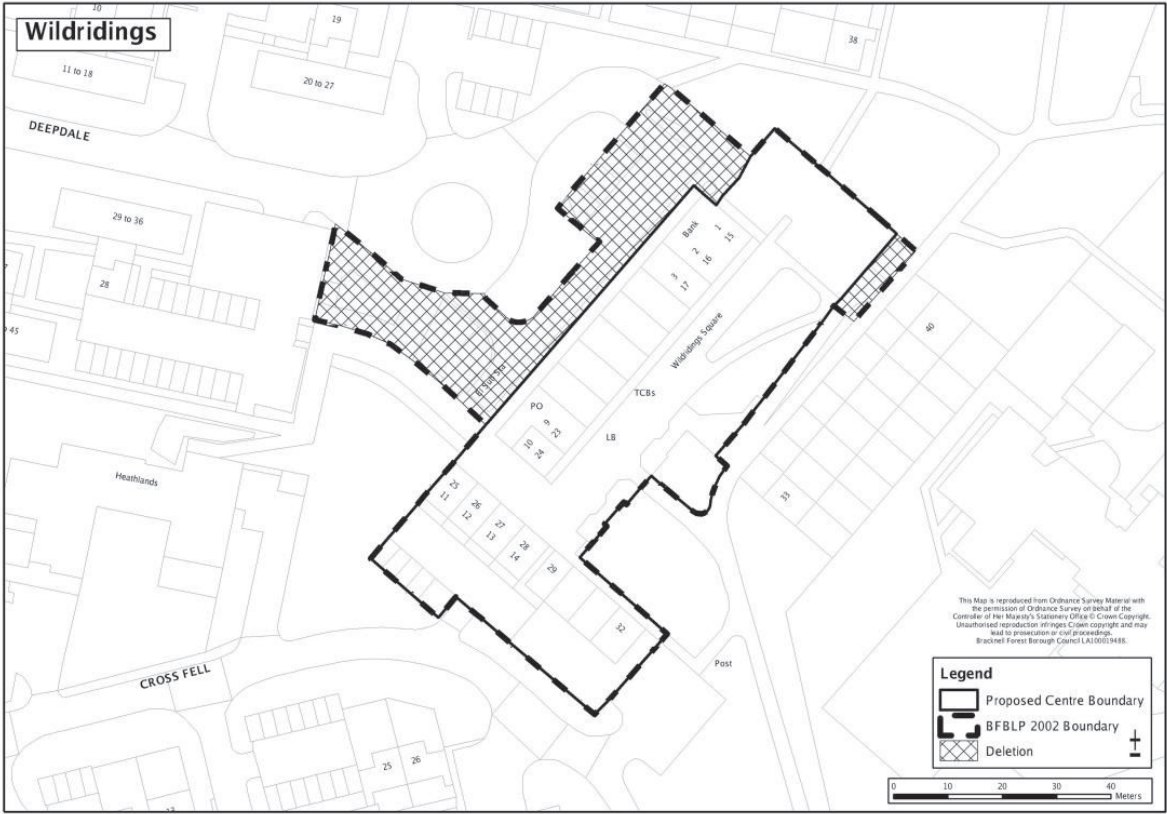 Wildridings
10
19
38
11 to 18
20 to 27
DEEPDALE
29 to 36
28
45
Bank
1
15
2
16
3
17
40
Wildridings Square
El Sub Sta
TCBs
PO
9
23
LB
10
24
Heathlands
25
11
26
12
27
13
28
14
29
33
32
Post
CROSS FELL
25
26
This Map is reproduced from Ordnance Survey Material with
the permission of Ordnance Survey on behalf of the
Controller of Her Majesty's Stationery Office © Crown Copyright.
Unauthorised reproduction infringes Crown copyright and may
lead to prosecution or civil proceedings.
Bracknell Forest Borough Council LA100019488.
Legend
Proposed Centre Boundary
BFBLP 2002 Boundary
Deletion
0 10 20 30 40
Meters